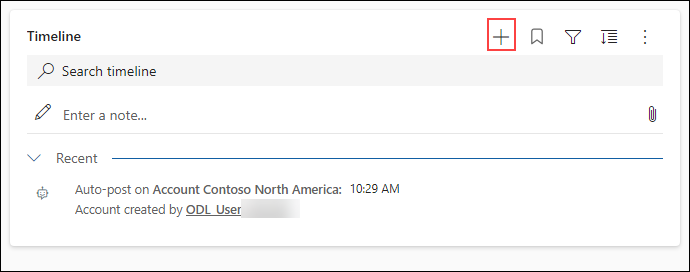 Timeline
Search timeline
Enter a note...
Recent
Auto-post on Account Contoso North America: 10:29 AM
Account created by ODL_User